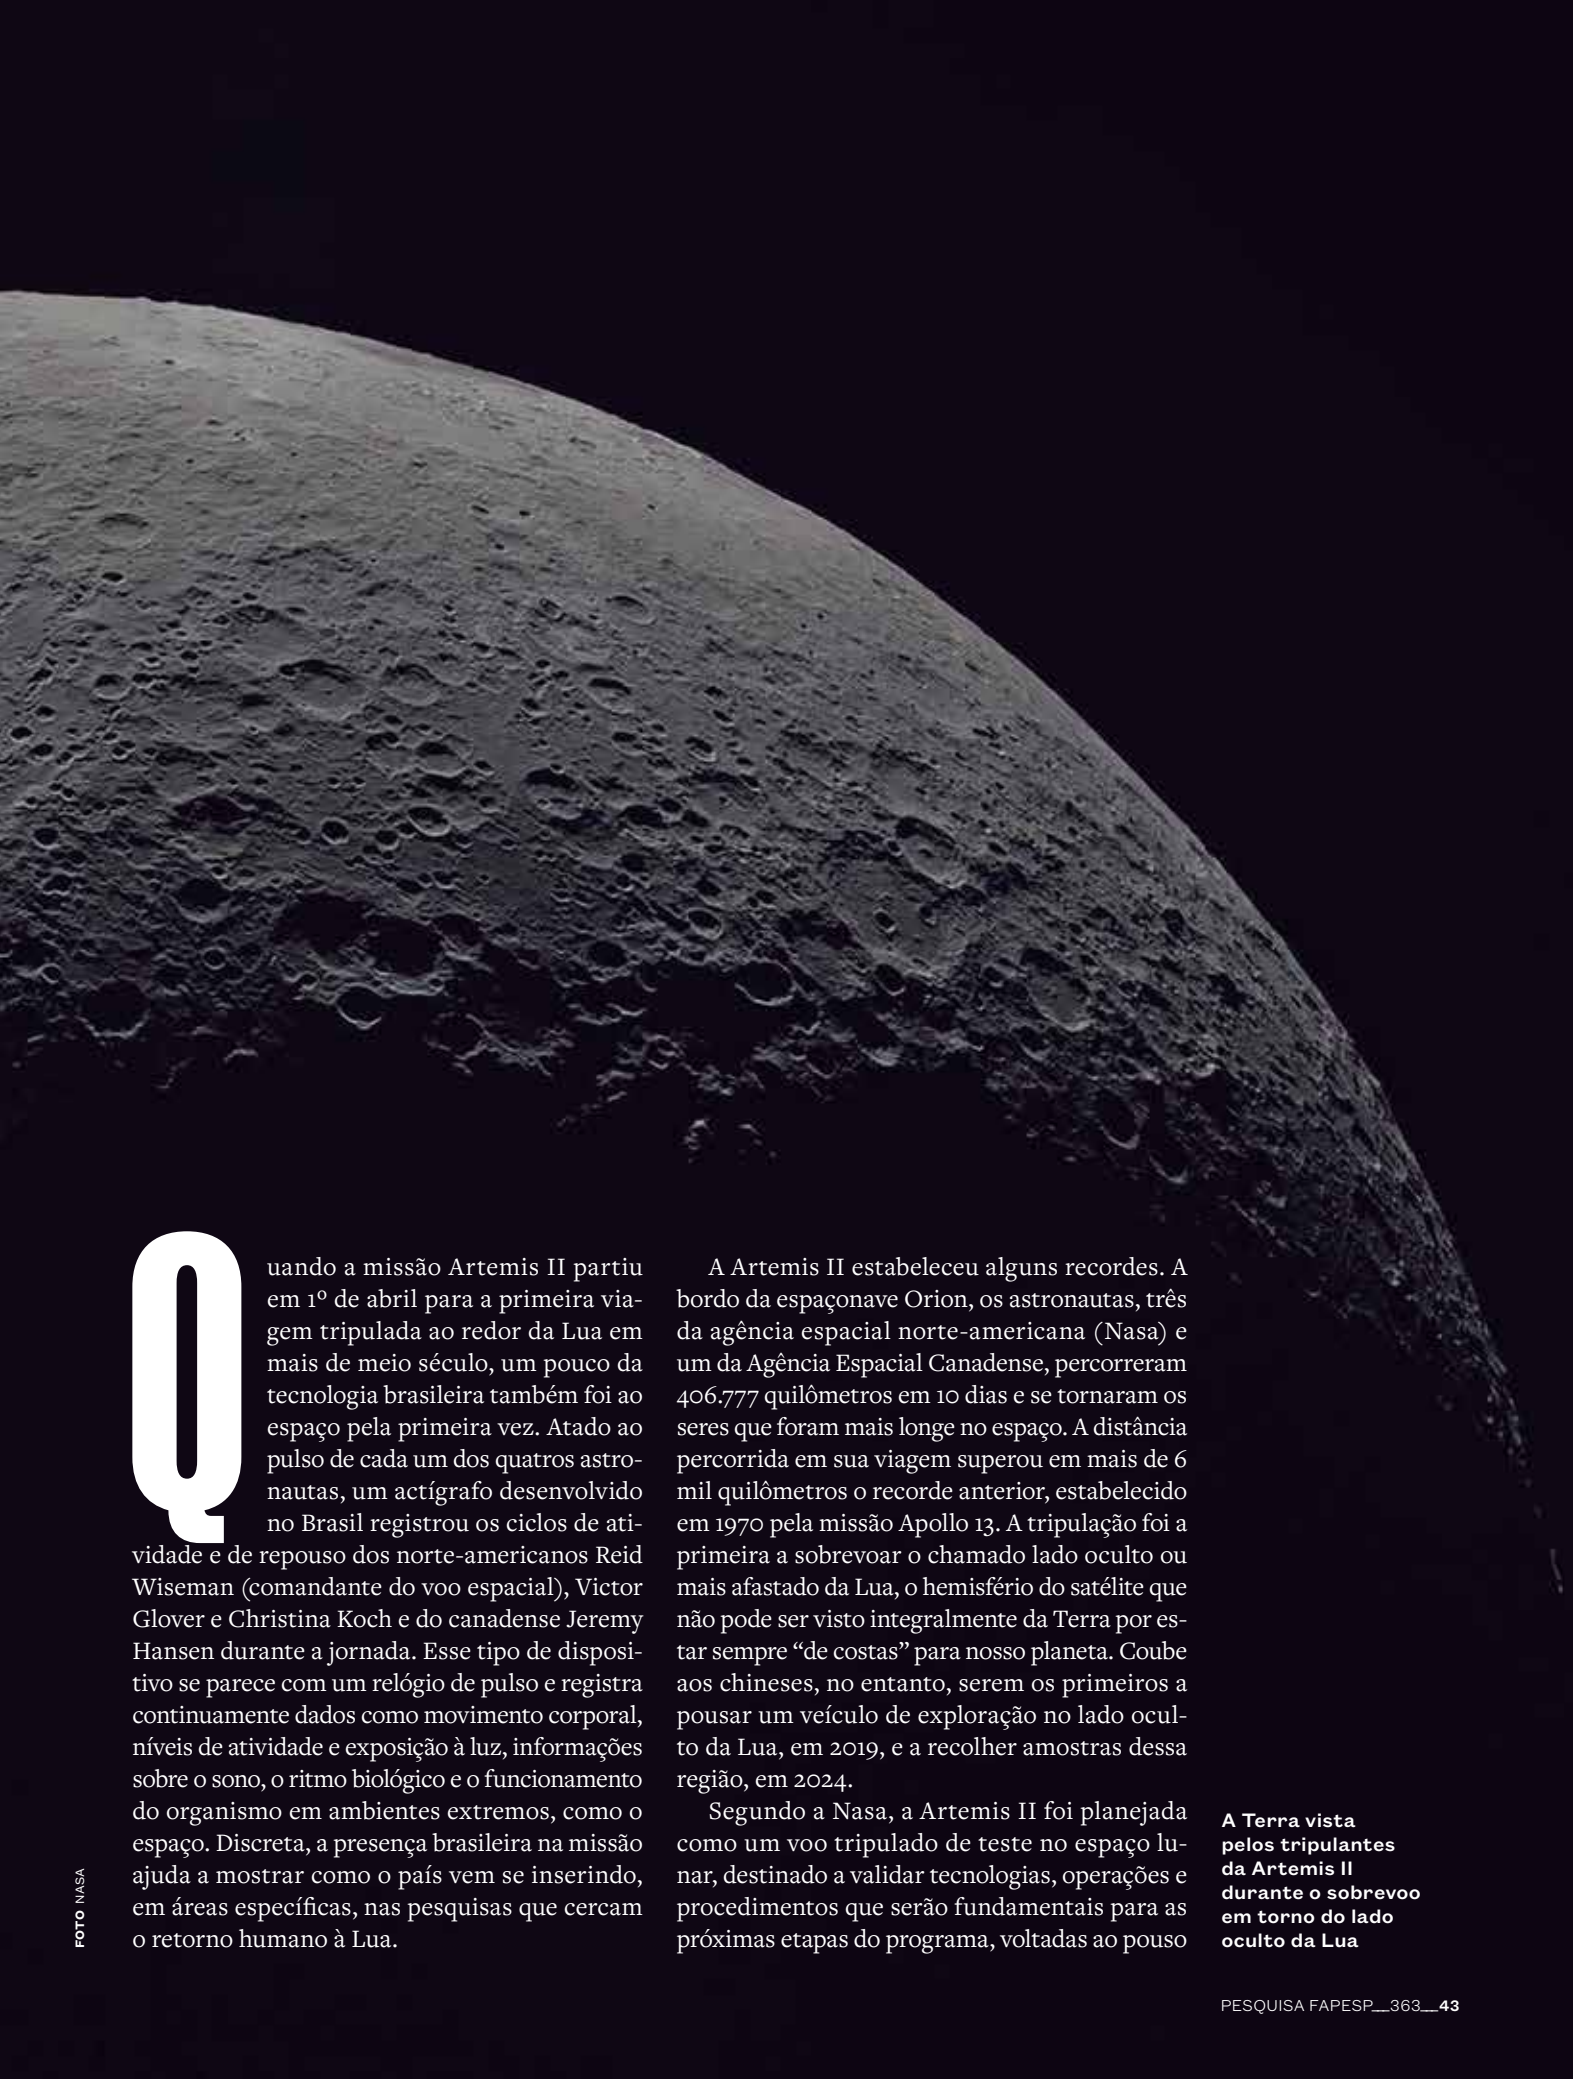 Quando a missão Artemis II partiu
em 1º de abril para a primeira via-
gem tripulada ao redor da Lua em
mais de meio século, um pouco da
tecnologia brasileira também foi ao
espaço pela primeira vez. Atado ao
pulso de cada um dos quatros astro-
nautas, um actígrafo desenvolvido
no Brasil registrou os ciclos de ati-
vidade e de repouso dos norte-americanos Reid
Wiseman (comandante do voo espacial), Victor
Glover e Christina Koch e do canadense Jeremy
Hansen durante a jornada. Esse tipo de disposi-
tivo se parece com um relógio de pulso e registra
continuamente dados como movimento corporal,
níveis de atividade e exposição à luz, informações
sobre o sono, o ritmo biológico e o funcionamento
do organismo em ambientes extremos, como o
espaço. Discreta, a presença brasileira na missão
ajuda a mostrar como o país vem se inserindo,
em áreas específicas, nas pesquisas que cercam
o retorno humano à Lua.
A Artemis II estabeleceu alguns recordes. A
bordo da espaçonave Orion, os astronautas, três
da agência espacial norte-americana (Nasa) e
um da Agência Espacial Canadense, percorreram
406.777 quilômetros em 10 dias e se tornaram os
seres que foram mais longe no espaço. A distância
percorrida em sua viagem superou em mais de 6
mil quilômetros o recorde anterior, estabelecido
em 1970 pela missão Apollo 13. A tripulação foi a
primeira a sobrevoar o chamado lado oculto ou
mais afastado da Lua, o hemisfério do satélite que
não pode ser visto integralmente da Terra por es-
tar sempre “de costas” para nosso planeta. Coube
aos chineses, no entanto, serem os primeiros a
pousar um veículo de exploração no lado ocul-
to da Lua, em 2019, e a recolher amostras dessa
região, em 2024.
Segundo a Nasa, a Artemis II foi planejada
como um voo tripulado de teste no espaço lu-
nar, destinado a validar tecnologias, operações e
procedimentos que serão fundamentais para as
próximas etapas do programa, voltadas ao pouso
A Terra vista
pelos tripulantes
da Artemis II
durante o sobrevoo
em torno do lado
oculto da Lua
FOTO NASA
PESQUISA FAPESP__363__43